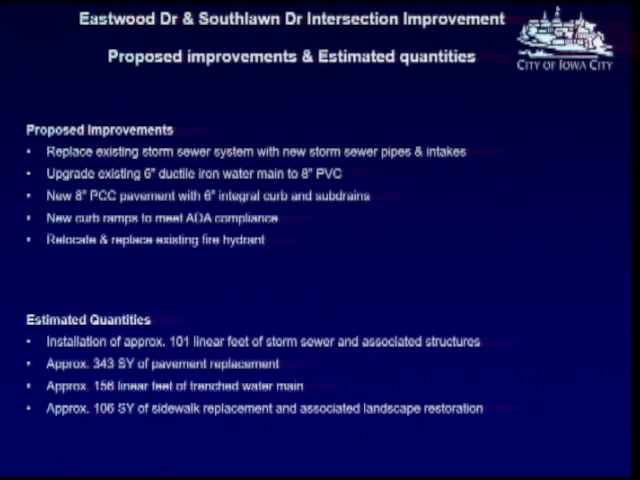 Eastwood Dr & Southlawn Dr Intersection Improvement
Proposed improvements & Estimated quantities
CITY OF IOWA CITY
Proposed Improvements
• Replace existing storm sewer system with new storm sewer pipes & intakes
• Upgrade existing 6" ductile iron water main to 8" PVC
• New 8" PCC pavement with 6" integral curb and subdrains
• New curb ramps to meet ADA compliance
• Relocate & replace existing fire hydrant
Estimated Quantities
• Installation of approx. 101 linear feet of storm sewer and associated structures
• Approx. 343 SY of pavement replacement
• Approx. 156 linear feet of trenched water main
• Approx. 106 SY of sidewalk replacement and associated landscape restoration